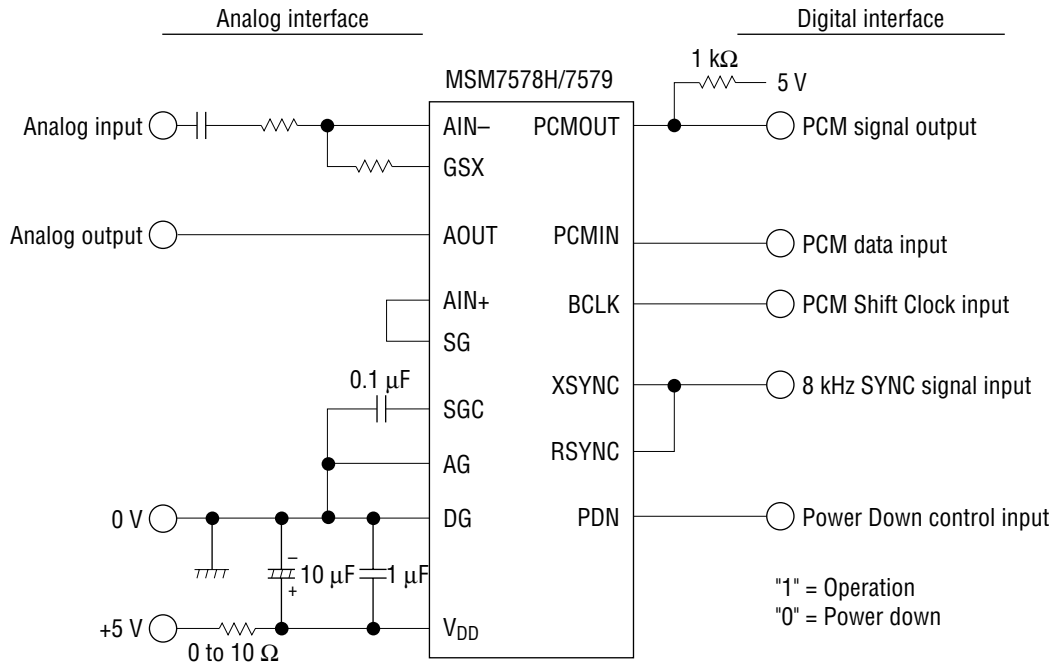 Analog interface
Digital interface
1 kΩ
MSM7578H/7579
5 V
Analog input
AIN–
PCMOUT
PCM signal output
GSX
Analog output
AOUT
PCMIN
PCM data input
AIN+
BCLK
PCM Shift Clock input
SG
0.1 μF
XSYNC
8 kHz SYNC signal input
SGC
RSYNC
AG
0 V
DG
PDN
Power Down control input
–
10 μF
1 μF
+
"1" = Operation
"0" = Power down
+5 V
VDD
0 to 10 Ω